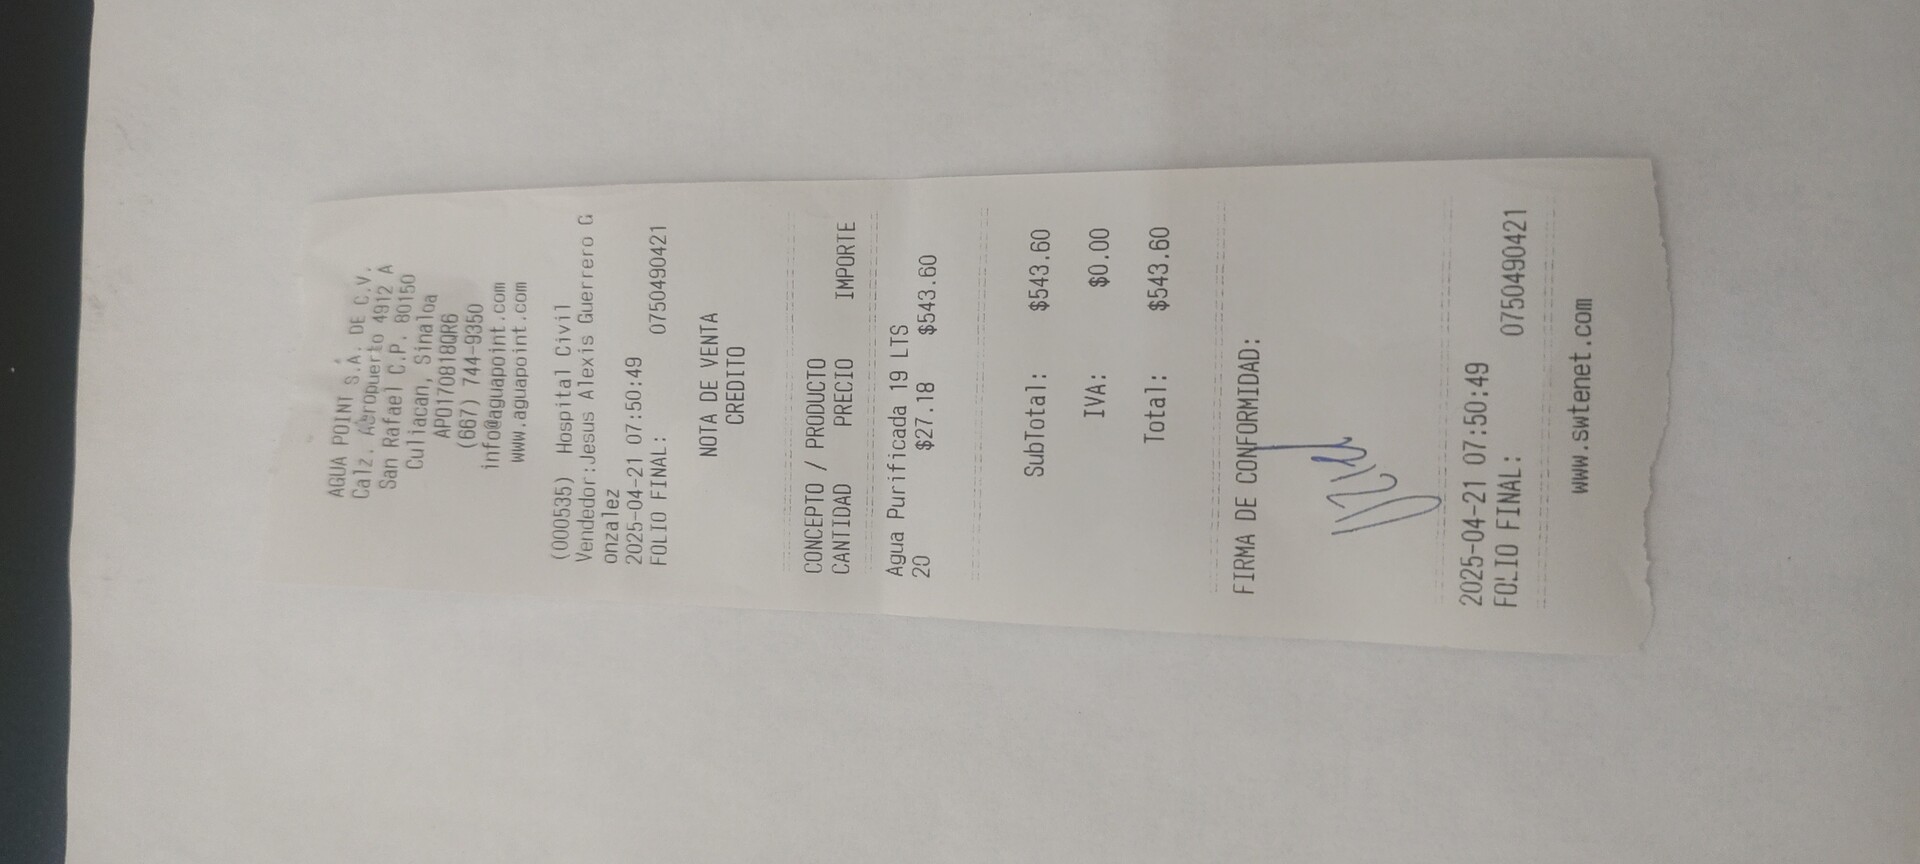 AGUA POINT S.A. DE C.V.
Calz. Aeropuerto 4912 A
San Rafael C.P. 80150
Culiacan, Sinaloa
APO170818QR6
(667) 744-9350
info@aguapoint.com
www.aguapoint.com
(000535) Hospital Civil
Vendedor:Jesus Alexis Guerrero G
onzalez
2025-04-21 07:50:49
FOLIO FINAL: 0750490421
NOTA DE VENTA
CREDITO
CONCEPTO / PRODUCTO
CANTIDAD PRECIO IMPORTE
Agua Purificada 19 LTS
20 $27.18 $543.60
SubTotal: $543.60
IVA: $0.00
Total: $543.60
FIRMA DE CONFORMIDAD:
2025-04-21 07:50:49
FOLIO FINAL: 0750490421
www.swtenet.com